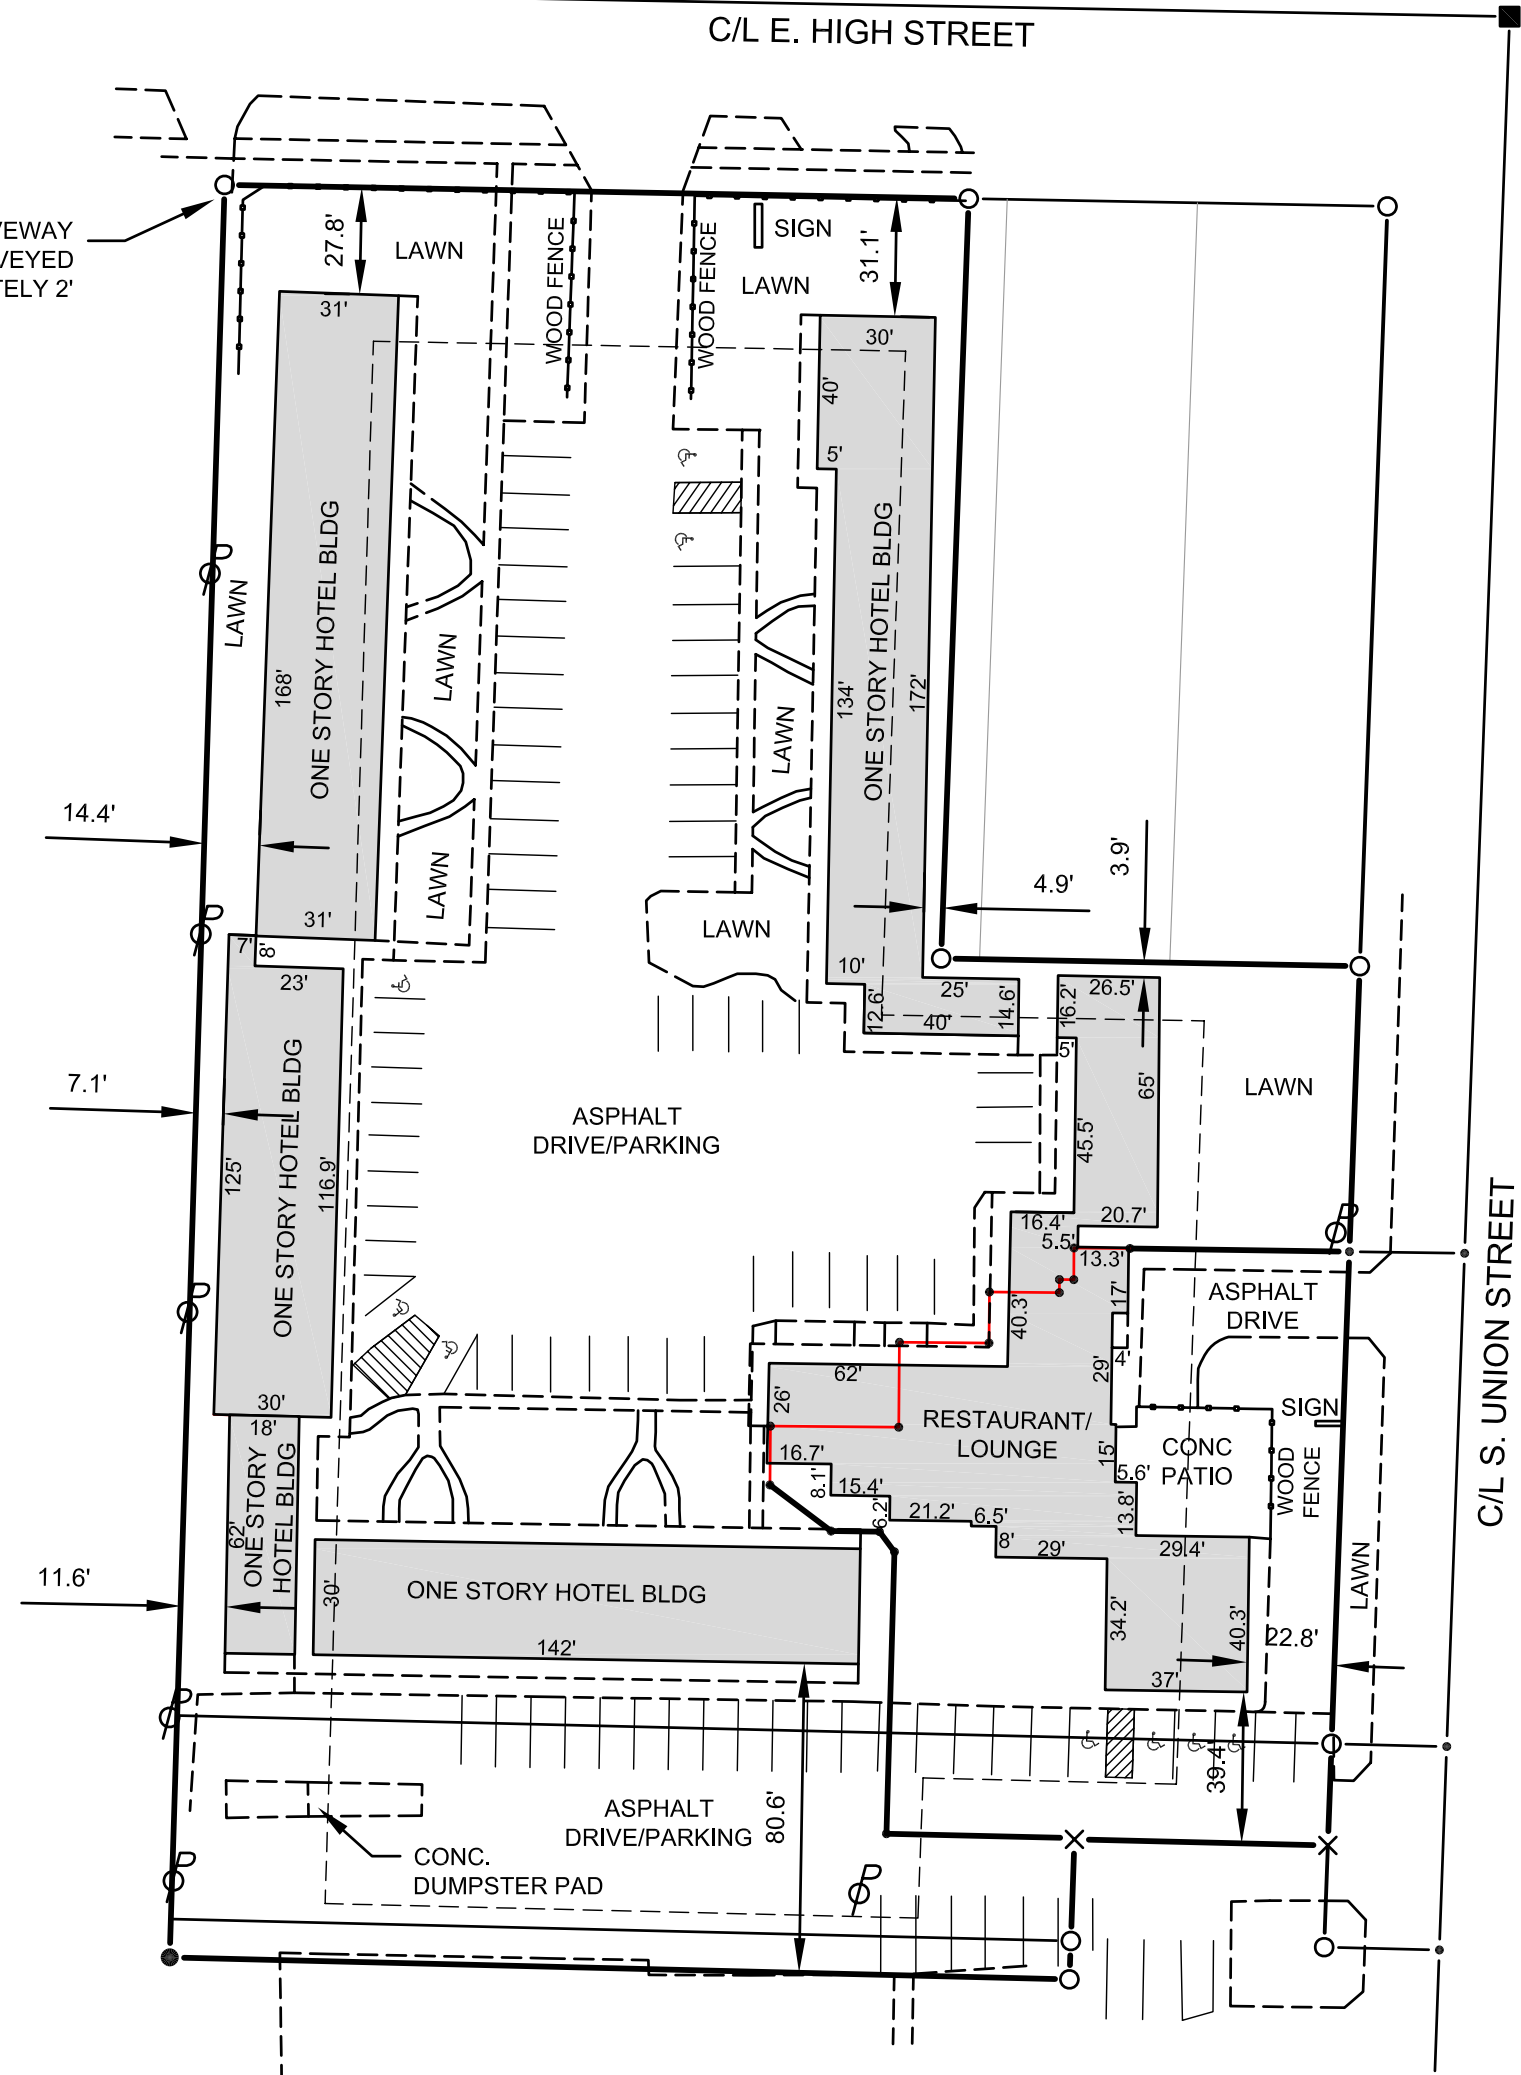 C/L E. HIGH STREET
VEWAY
VEYED
TELY 2'
27.8'
LAWN
WOOD FENCE
WOOD FENCE
SIGN
LAWN
31.1'
31'
30'
40'
5'
ONE STORY HOTEL BLDG
168'
LAWN
LAWN
LAWN
134'
172'
ONE STORY HOTEL BLDG
LAWN
14.4'
31'
LAWN
4.9'
3.9'
7'
8'
23'
10'
12.6'
25'
40'
14.6'
16.2'
26.5'
5'
65'
45.5'
LAWN
7.1'
125'
ONE STORY HOTEL BLDG
116.9'
ASPHALT
DRIVE/PARKING
16.4'
20.7'
5.5'
13.3'
17'
40.3'
ASPHALT
DRIVE
C/L S. UNION STREET
30'
18'
62'
26'
29'
4'
RESTAURANT/
LOUNGE
SIGN
16.7'
8.1'
15.4'
6.2'
21.2'
6.5'
8'
29'
15'
5.6'
13.8'
29.4'
CONC
PATIO
WOOD
FENCE
LAWN
62'
ONE STORY
HOTEL BLDG
11.6'
30'
ONE STORY HOTEL BLDG
142'
34.2'
40.3'
37'
22.8'
39.4'
80.6'
ASPHALT
DRIVE/PARKING
CONC.
DUMPSTER PAD